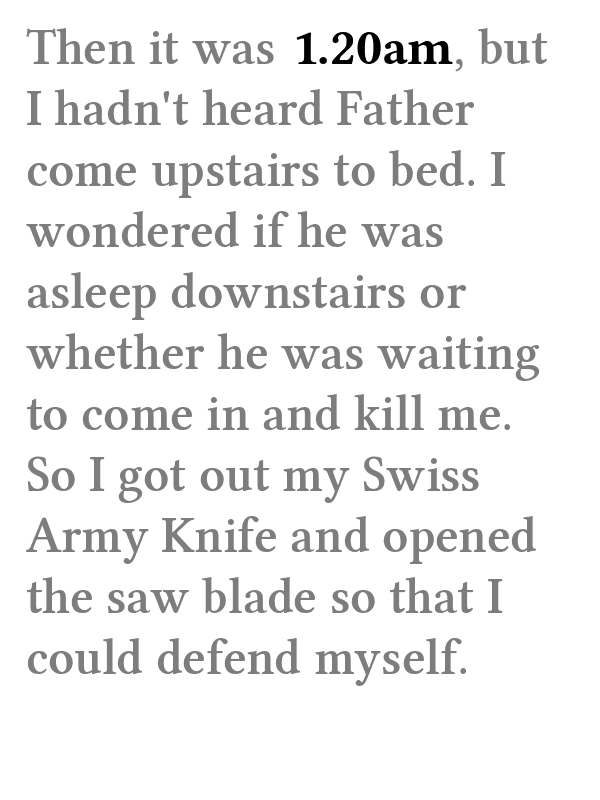 Then it was 1.20am, but
I hadn't heard Father
come upstairs to bed. I
wondered if he was
asleep downstairs or
whether he was waiting
to come in and kill me.
So I got out my Swiss
Army Knife and opened
the saw blade so that I
could defend myself.